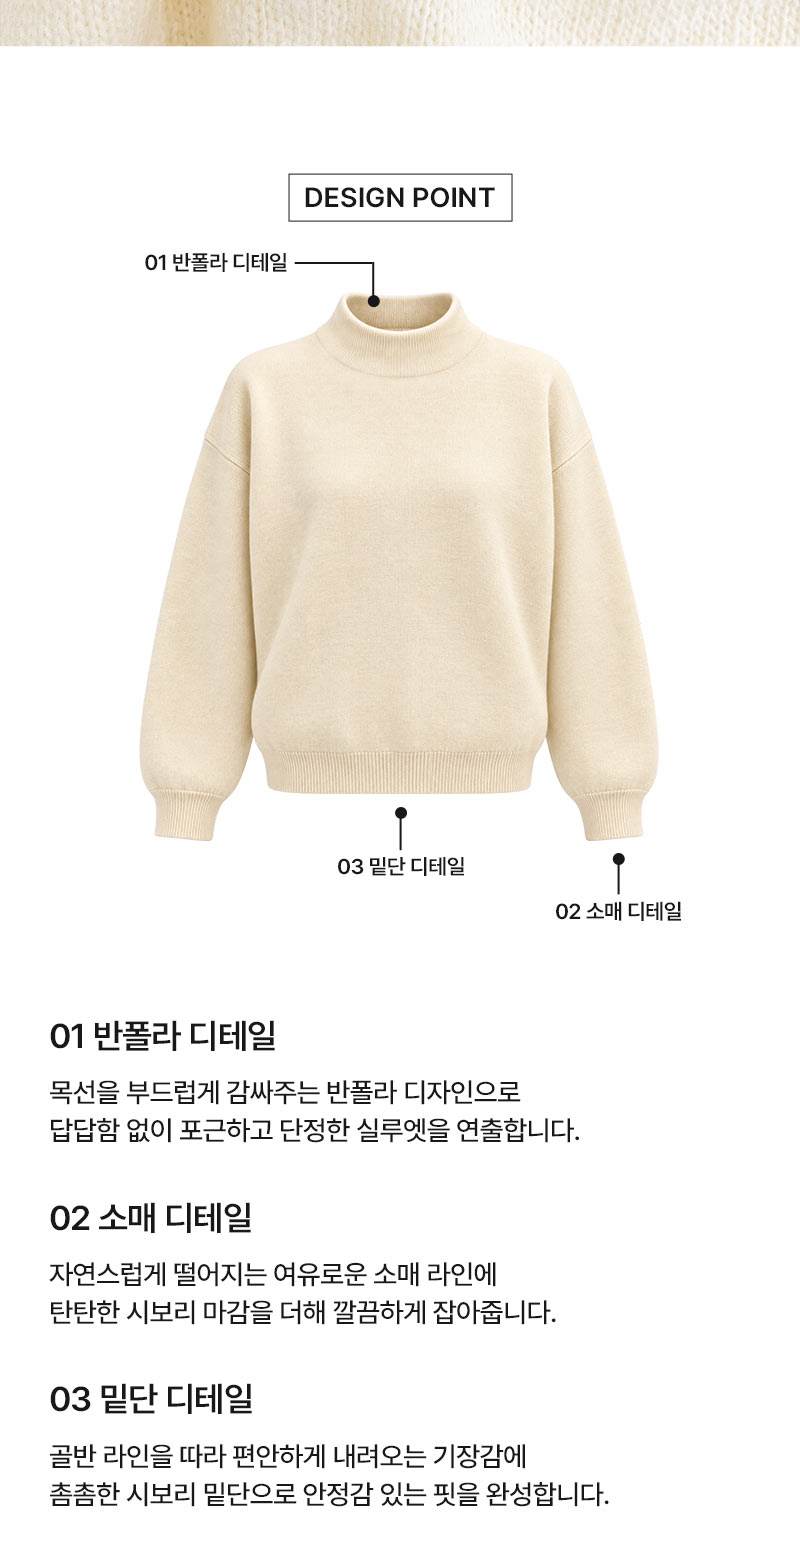 DESIGN POINT
01 반폴라 디테일
03 밑단 디테일
02 소매 디테일
01 반폴라 디테일
목선을 부드럽게 감싸주는 반폴라 디자인으로
답답함 없이 포근하고 단정한 실루엣을 연출합니다.
02 소매 디테일
자연스럽게 떨어지는 여유로운 소매 라인에
탄탄한 시보리 마감을 더해 깔끔하게 잡아줍니다.
03 밑단 디테일
골반 라인을 따라 편안하게 내려오는 기장감에
촘촘한 시보리 밑단으로 안정감 있는 핏을 완성합니다.